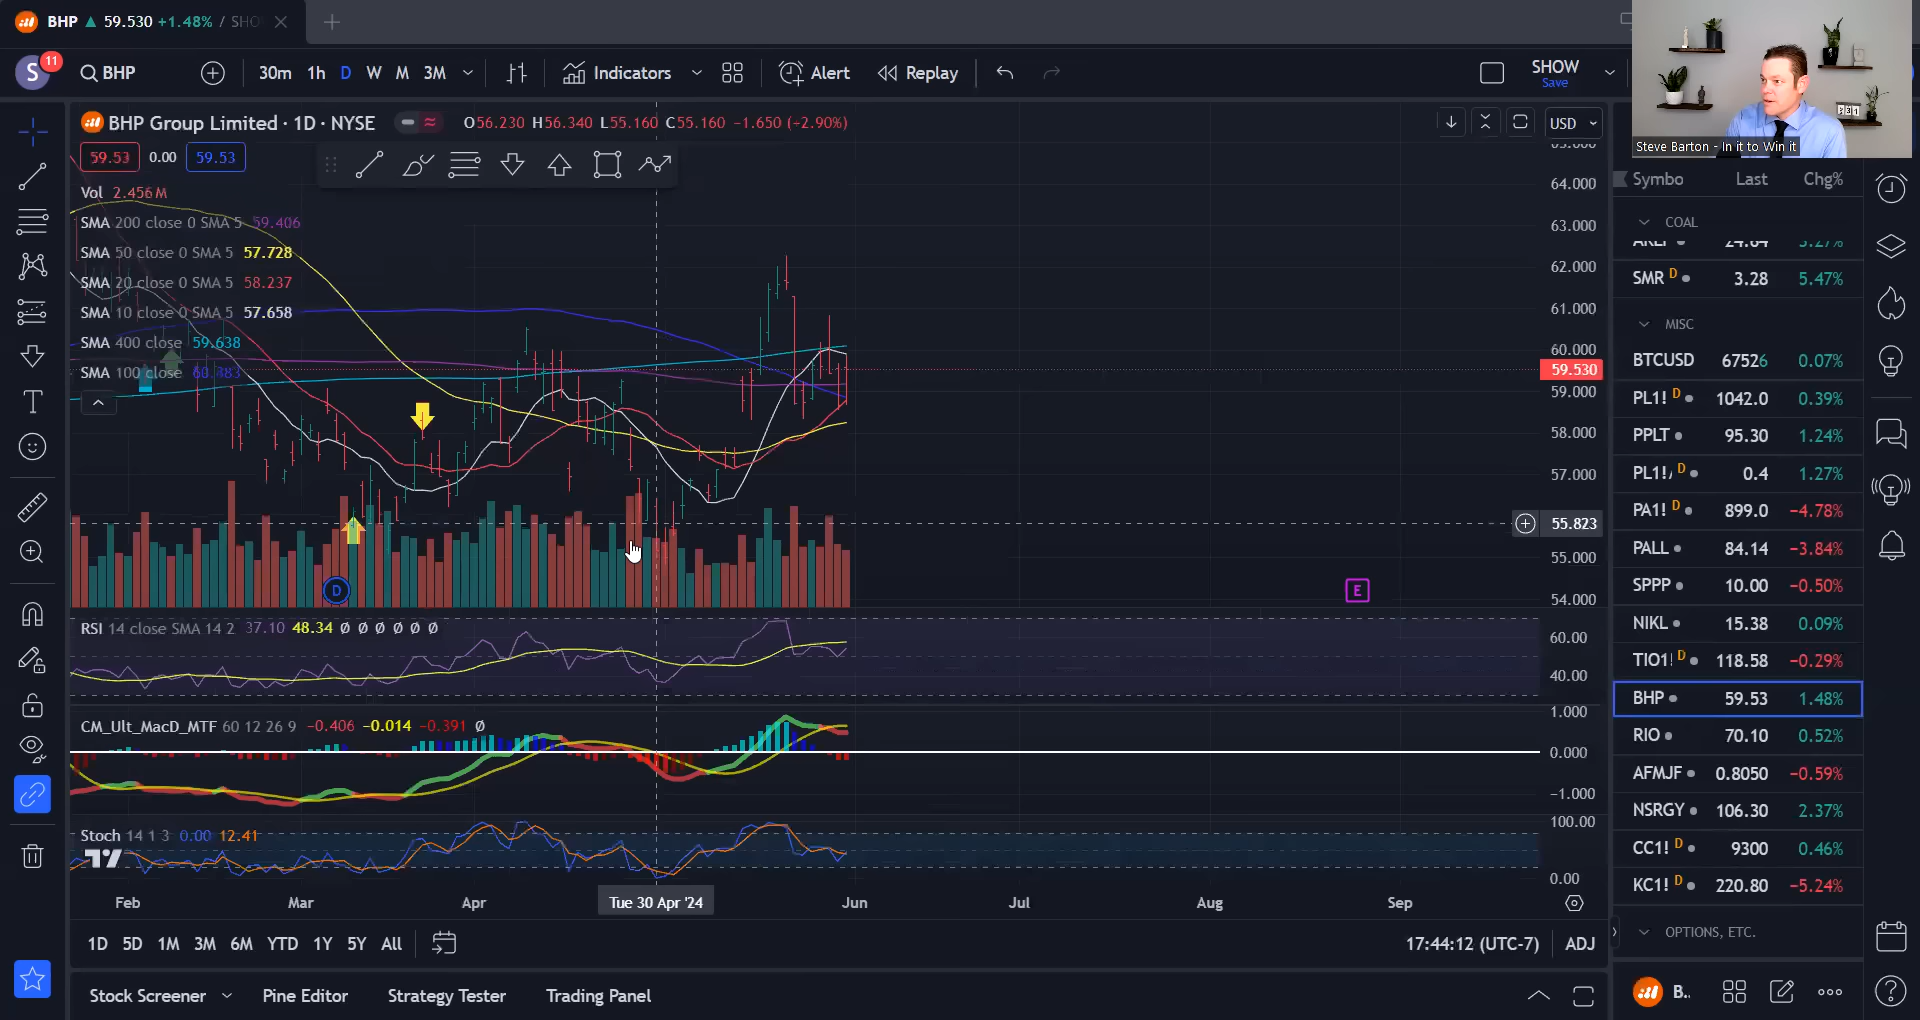 BHP ▲ 59.530 +1.48% / SHO
S 11 BHP 30m 1h D W M 3M Indicators Alert Replay SHOW
Save
BHP Group Limited · 1D · NYSE O56.230 H56.340 L55.160 C55.160 −1.650 (+2.90%) USD
59.53 0.00 59.53
Vol 2.456M
SMA 200 close 0 SMA 5 59.406
SMA 50 close 0 SMA 5 57.728
SMA 20 close 0 SMA 5 58.237
SMA 10 close 0 SMA 5 57.658
SMA 400 close 59.638
SMA 100 close 60.383
64.000
63.000
62.000
61.000
60.000
59.530
59.000
58.000
57.000
55.823
55.000
54.000
D
E
RSI 14 close SMA 14 2 37.10 48.34 Ø Ø Ø Ø Ø Ø
60.00
40.00
CM_Ult_MacD_MTF 60 12 26 9 −0.406 −0.014 −0.391 Ø
1.000
0.000
−1.000
Stoch 14 1 3 0.00 12.41
100.00
0.00
Feb Mar Apr Tue 30 Apr '24 Jun Jul Aug Sep
1D 5D 1M 3M 6M YTD 1Y 5Y All 17:44:12 (UTC-7) ADJ
Stock Screener Pine Editor Strategy Tester Trading Panel
Steve Barton - In it to Win it
Symbo Last Chg%
COAL
SMR D 3.28 5.47%
MISC
BTCUSD 67526 0.07%
PL1! D 1042.0 0.39%
PPLT 95.30 1.24%
PL1!/ D 0.4 1.27%
PA1! D 899.0 −4.78%
PALL 84.14 −3.84%
SPPP 10.00 −0.50%
NIKL 15.38 0.09%
TIO1! D 118.58 −0.29%
BHP 59.53 1.48%
RIO 70.10 0.52%
AFMJF 0.8050 −0.59%
NSRGY 106.30 2.37%
CC1! D 9300 0.46%
KC1! D 220.80 −5.24%
OPTIONS, ETC.
B..